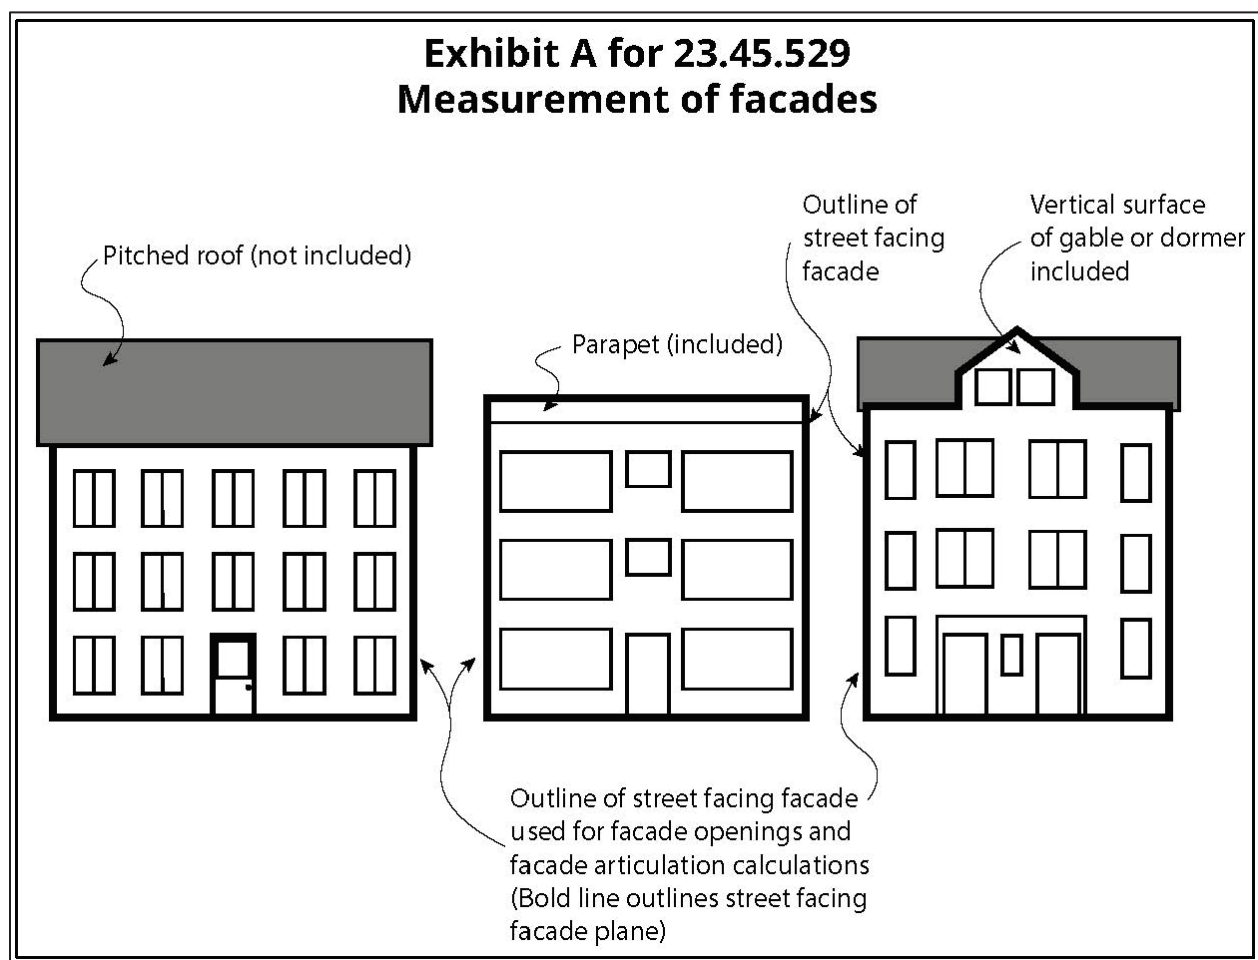 Exhibit A for 23.45.529
Measurement of facades
Outline of
street facing
facade
Vertical surface
of gable or dormer
included
Pitched roof (not included)
Parapet (included)
Outline of street facing facade
used for facade openings and
facade articulation calculations
(Bold line outlines street facing
facade plane)